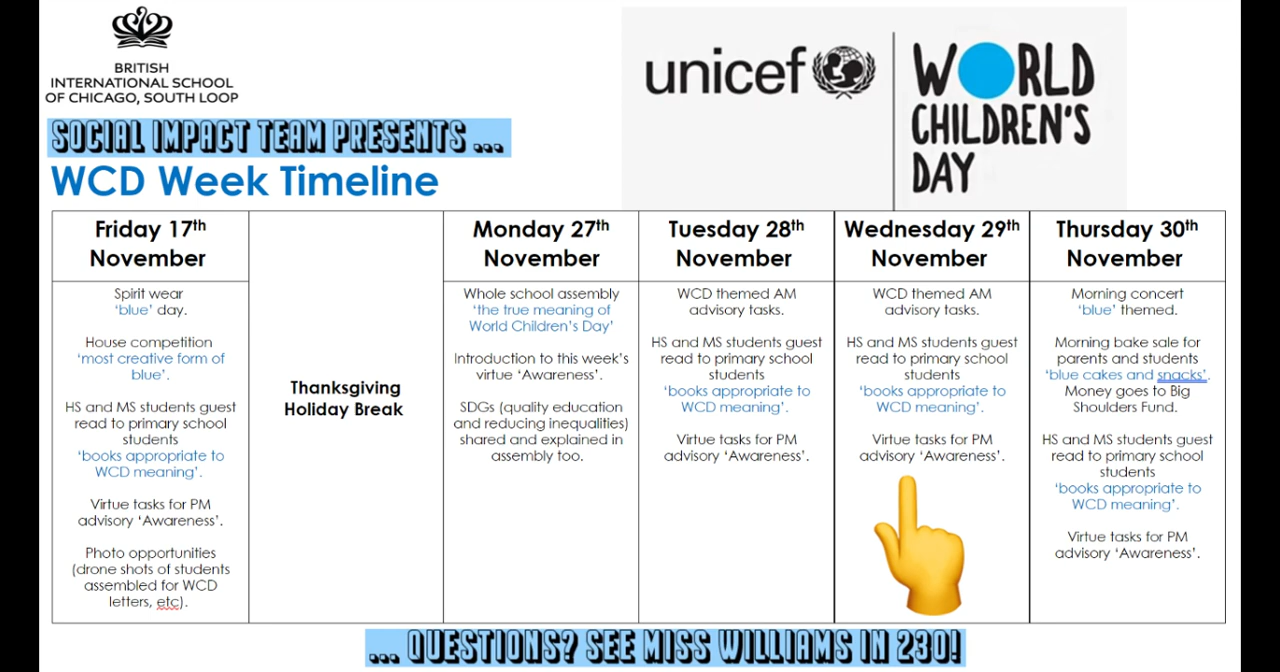 BRITISH
INTERNATIONAL SCHOOL
OF CHICAGO, SOUTH LOOP
unicef
WORLD
CHILDREN'S
DAY
SOCIAL IMPACT TEAM PRESENTS ...
WCD Week Timeline
Friday 17th
November
Spirit wear
'blue' day.
House competition
'most creative form of
blue'.
HS and MS students guest
read to primary school
students
'books appropriate to
WCD meaning'.
Virtue tasks for PM
advisory 'Awareness'.
Photo opportunities
(drone shots of students
assembled for WCD
letters, etc).
Thanksgiving
Holiday Break
Monday 27th
November
Whole school assembly
'the true meaning of
World Children's Day'
Introduction to this week's
virtue 'Awareness'.
SDGs (quality education
and reducing inequalities)
shared and explained in
assembly too.
Tuesday 28th
November
WCD themed AM
advisory tasks.
HS and MS students guest
read to primary school
students
'books appropriate to
WCD meaning'.
Virtue tasks for PM
advisory 'Awareness'.
Wednesday 29th
November
WCD themed AM
advisory tasks.
HS and MS students guest
read to primary school
students
'books appropriate to
WCD meaning'.
Virtue tasks for PM
advisory 'Awareness'.
Thursday 30th
November
Morning concert
'blue' themed.
Morning bake sale for
parents and students
'blue cakes and snacks'.
Money goes to Big
Shoulders Fund.
HS and MS students guest
read to primary school
students
'books appropriate to
WCD meaning'.
Virtue tasks for PM
advisory 'Awareness'.
... QUESTIONS? SEE MISS WILLIAMS IN 230!